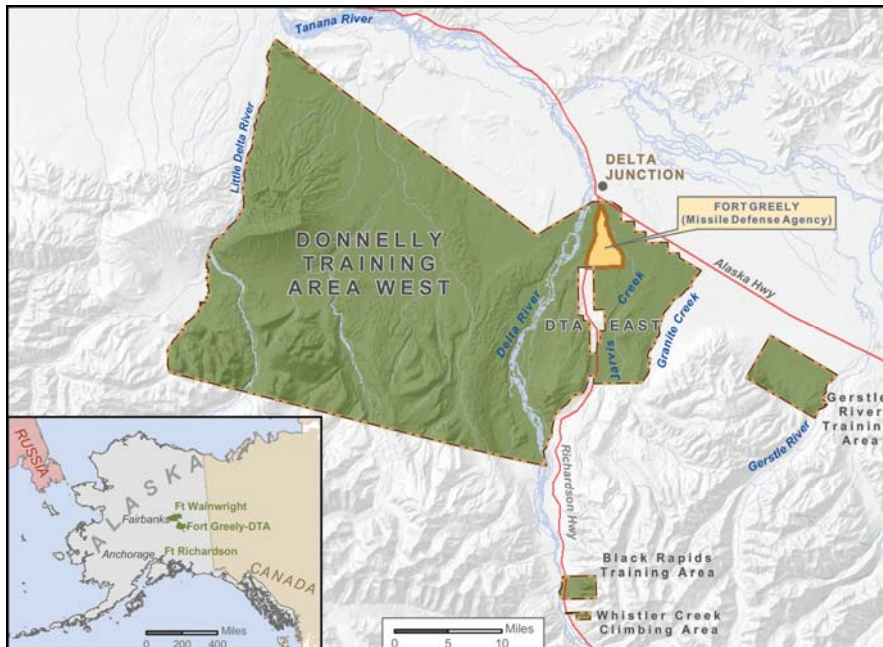 Tanana River
Little Delta River
DELTA
JUNCTION
FORT GREELY
(Missile Defense Agency)
DONNELLY
TRAINING
AREA WEST
Alaska Hwy
Delta River
DTA EAST
Jarvis Creek
Granite Creek
Gerstle
River
Training
Area
Gerstle River
Richardson Hwy
Black Rapids
Training Area
Whistler Creek
Climbing Area
RUSSIA
ALASKA
Ft Wainwright
Fairbanks
Fort Greely-DTA
Anchorage
Ft Richardson
CANADA
Miles
0 200 400
Miles
0 5 10